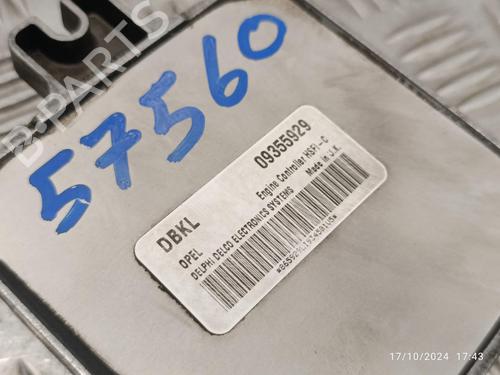 B-PARTS
57560
DBKL 09355929
OPEL Engine Controller HSFI-C
DELPHI DELCO ELECTRONICS SYSTEMS Made in U.K.
17/10/2024 17:43